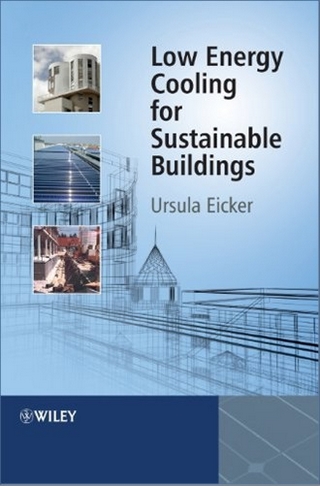 Low Energy
Cooling
for
Sustainable
Buildings
Ursula Eicker
WILEY